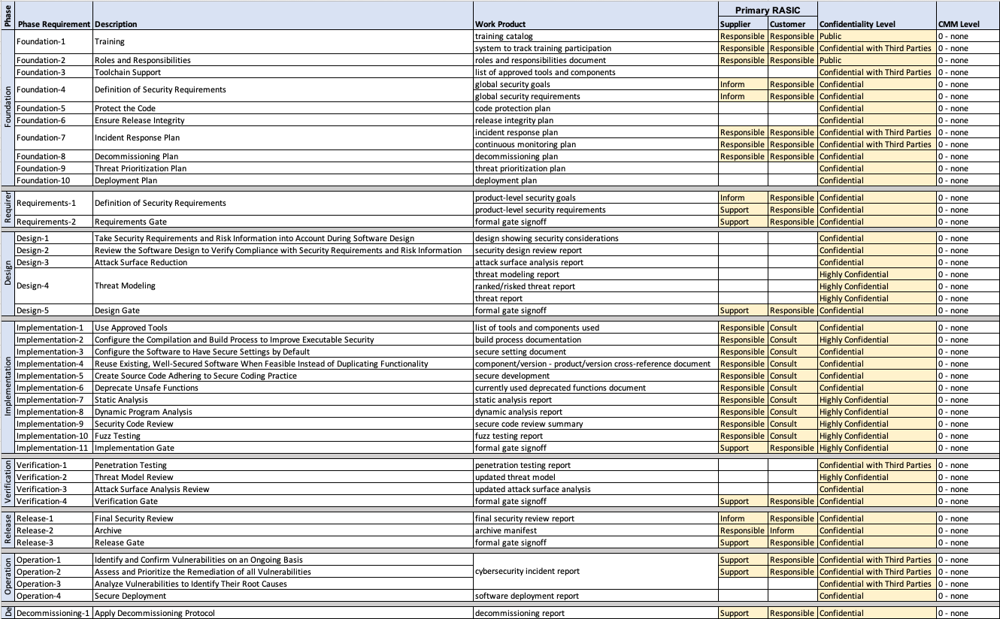 Phase Phase Requirement Description Work Product Primary RASIC Supplier Customer Confidentiality Level CMM Level
Foundation
Foundation-1 Training training catalog Responsible Responsible Public 0 - none
system to track training participation Responsible Responsible Confidential with Third Parties 0 - none
Foundation-2 Roles and Responsibilities roles and responsibilities document Responsible Responsible Public 0 - none
Foundation-3 Toolchain Support list of approved tools and components Confidential with Third Parties 0 - none
Foundation-4 Definition of Security Requirements global security goals Inform Responsible Confidential 0 - none
global security requirements Inform Responsible Confidential 0 - none
Foundation-5 Protect the Code code protection plan Confidential 0 - none
Foundation-6 Ensure Release Integrity release integrity plan Confidential 0 - none
Foundation-7 Incident Response Plan incident response plan Responsible Responsible Confidential with Third Parties 0 - none
continuous monitoring plan Responsible Responsible Confidential with Third Parties 0 - none
Foundation-8 Decommissioning Plan decommissioning plan Responsible Responsible Confidential 0 - none
Foundation-9 Threat Prioritization Plan threat prioritization plan Confidential 0 - none
Foundation-10 Deployment Plan deployment plan Confidential 0 - none
Requirer
Requirements-1 Definition of Security Requirements product-level security goals Inform Responsible Confidential 0 - none
product-level security requirements Support Responsible Confidential 0 - none
Requirements-2 Requirements Gate formal gate signoff Support Responsible Confidential 0 - none
Design
Design-1 Take Security Requirements and Risk Information into Account During Software Design design showing security considerations Confidential 0 - none
Design-2 Review the Software Design to Verify Compliance with Security Requirements and Risk Information security design review report Confidential 0 - none
Design-3 Attack Surface Reduction attack surface analysis report Confidential 0 - none
Design-4 Threat Modeling threat modeling report Highly Confidential 0 - none
ranked/risked threat report Highly Confidential 0 - none
threat report Highly Confidential 0 - none
Design-5 Design Gate formal gate signoff Support Responsible Confidential 0 - none
Implementation
Implementation-1 Use Approved Tools list of tools and components used Responsible Consult Confidential 0 - none
Implementation-2 Configure the Compilation and Build Process to Improve Executable Security build process documentation Responsible Consult Highly Confidential 0 - none
Implementation-3 Configure the Software to Have Secure Settings by Default secure setting document Responsible Consult Confidential 0 - none
Implementation-4 Reuse Existing, Well-Secured Software When Feasible Instead of Duplicating Functionality component/version - product/version cross-reference document Responsible Consult Confidential 0 - none
Implementation-5 Create Source Code Adhering to Secure Coding Practice secure development Responsible Consult Confidential 0 - none
Implementation-6 Deprecate Unsafe Functions currently used deprecated functions document Responsible Consult Confidential 0 - none
Implementation-7 Static Analysis static analysis report Responsible Consult Highly Confidential 0 - none
Implementation-8 Dynamic Program Analysis dynamic analysis report Responsible Consult Highly Confidential 0 - none
Implementation-9 Security Code Review secure code review summary Responsible Consult Highly Confidential 0 - none
Implementation-10 Fuzz Testing fuzz testing report Responsible Consult Highly Confidential 0 - none
Implementation-11 Implementation Gate formal gate signoff Support Responsible Highly Confidential 0 - none
Verification
Verification-1 Penetration Testing penetration testing report Confidential with Third Parties 0 - none
Verification-2 Threat Model Review updated threat model Highly Confidential 0 - none
Verification-3 Attack Surface Analysis Review updated attack surface analysis Confidential 0 - none
Verification-4 Verification Gate formal gate signoff Support Responsible Confidential 0 - none
Release
Release-1 Final Security Review final security review report Inform Responsible Confidential 0 - none
Release-2 Archive archive manifest Responsible Inform Confidential 0 - none
Release-3 Release Gate formal gate signoff Support Responsible Confidential 0 - none
Operation
Operation-1 Identify and Confirm Vulnerabilities on an Ongoing Basis Support Responsible Confidential with Third Parties 0 - none
Operation-2 Assess and Prioritize the Remediation of all Vulnerabilities cybersecurity incident report Support Responsible Confidential with Third Parties 0 - none
Operation-3 Analyze Vulnerabilities to Identify Their Root Causes Confidential with Third Parties 0 - none
Operation-4 Secure Deployment software deployment report Confidential 0 - none
De
Decommissioning-1 Apply Decommissioning Protocol decommissioning report Support Responsible Confidential 0 - none